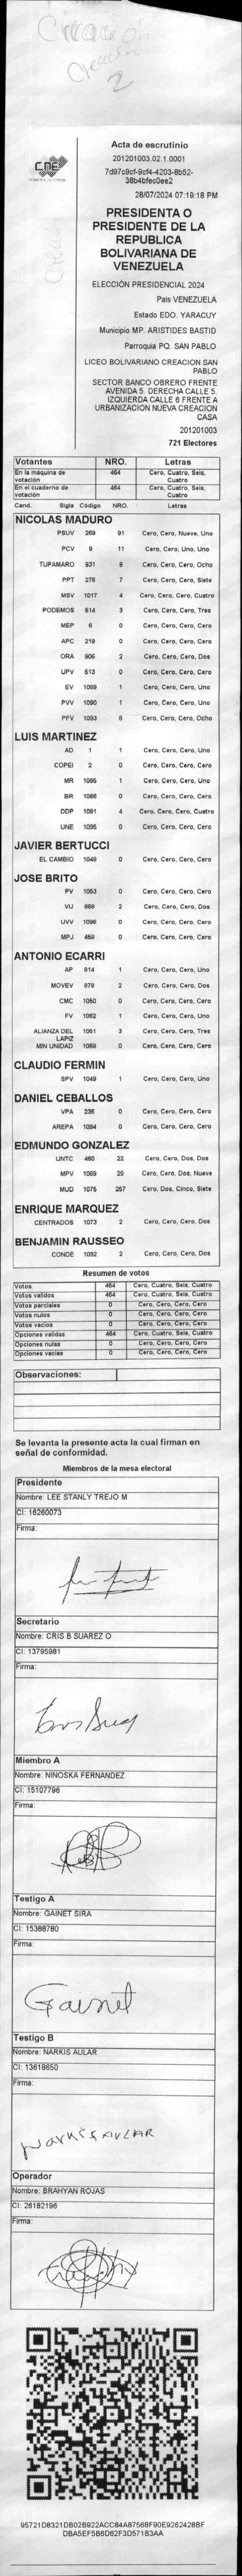 Creación
Creación
2
Creación
CNE
Acta de escrutinio
201201003.02.1.0001
7d97c9cf-9cf4-4203-8b52-
38b4bfec0ee2
28/07/2024 07:19:18 PM
PRESIDENTA O
PRESIDENTE DE LA
REPUBLICA
BOLIVARIANA DE
VENEZUELA
ELECCIÓN PRESIDENCIAL 2024
Pais VENEZUELA
Estado EDO. YARACUY
Municipio MP. ARISTIDES BASTID
Parroquia PQ. SAN PABLO
LICEO BOLIVARIANO CREACION SAN
PABLO
SECTOR BANCO OBRERO FRENTE
AVENIDA 5. DERECHA CALLE 5.
IZQUIERDA CALLE 6 FRENTE A
URBANIZACION NUEVA CREACION
CASA
201201003
721 Electores
Votantes NRO. Letras
En la máquina de votación 464 Cero, Cuatro, Seis, Cuatro
En el cuaderno de votación 464 Cero, Cuatro, Seis, Cuatro
Cand. Sigla Código NRO. Letras
NICOLAS MADURO
PSUV 269 91 Cero, Cero, Nueve, Uno
PCV 9 11 Cero, Cero, Uno, Uno
TUPAMARO 931 8 Cero, Cero, Cero, Ocho
PPT 276 7 Cero, Cero, Cero, Siete
MSV 1017 4 Cero, Cero, Cero, Cuatro
PODEMOS 514 3 Cero, Cero, Cero, Tres
MEP 6 0 Cero, Cero, Cero, Cero
APC 219 0 Cero, Cero, Cero, Cero
ORA 906 2 Cero, Cero, Cero, Dos
UPV 513 0 Cero, Cero, Cero, Cero
EV 1089 1 Cero, Cero, Cero, Uno
PVV 1090 1 Cero, Cero, Cero, Uno
PFV 1093 8 Cero, Cero, Cero, Ocho
LUIS MARTINEZ
AD 1 1 Cero, Cero, Cero, Uno
COPEI 2 0 Cero, Cero, Cero, Cero
MR 1065 1 Cero, Cero, Cero, Uno
BR 1066 0 Cero, Cero, Cero, Cero
DDP 1091 4 Cero, Cero, Cero, Cuatro
UNE 1095 0 Cero, Cero, Cero, Cero
JAVIER BERTUCCI
EL CAMBIO 1048 0 Cero, Cero, Cero, Cero
JOSE BRITO
PV 1053 0 Cero, Cero, Cero, Cero
VU 969 2 Cero, Cero, Cero, Dos
UVV 1096 0 Cero, Cero, Cero, Cero
MPJ 458 0 Cero, Cero, Cero, Cero
ANTONIO ECARRI
AP 914 1 Cero, Cero, Cero, Uno
MOVEV 978 2 Cero, Cero, Cero, Dos
CMC 1050 0 Cero, Cero, Cero, Cero
FV 1062 1 Cero, Cero, Cero, Uno
ALIANZA DEL LAPIZ 1051 3 Cero, Cero, Cero, Tres
MIN UNIDAD 1069 0 Cero, Cero, Cero, Cero
CLAUDIO FERMIN
SPV 1049 1 Cero, Cero, Cero, Uno
DANIEL CEBALLOS
VPA 236 0 Cero, Cero, Cero, Cero
AREPA 1094 0 Cero, Cero, Cero, Cero
EDMUNDO GONZALEZ
UNTC 460 22 Cero, Cero, Dos, Dos
MPV 1069 29 Cero, Cero, Dos, Nueve
MUD 1075 257 Cero, Dos, Cinco, Siete
ENRIQUE MARQUEZ
CENTRADOS 1073 2 Cero, Cero, Cero, Dos
BENJAMIN RAUSSEO
CONDE 1092 2 Cero, Cero, Cero, Dos
Resumen de votos
Votos 464 Cero, Cuatro, Seis, Cuatro
Votos validos 464 Cero, Cuatro, Seis, Cuatro
Votos parciales 0 Cero, Cero, Cero, Cero
Votos nulos 0 Cero, Cero, Cero, Cero
Votos vacios 0 Cero, Cero, Cero, Cero
Opciones validas 464 Cero, Cuatro, Seis, Cuatro
Opciones nulas 0 Cero, Cero, Cero, Cero
Opciones vacias 0 Cero, Cero, Cero, Cero
Observaciones:
Se levanta la presente acta la cual firman en
señal de conformidad.
Miembros de la mesa electoral
Presidente
Nombre: LEE STANLY TREJO M
CI: 16260073
Firma:
Secretario
Nombre: CRIS B SUAREZ O
CI: 13795981
Firma:
Miembro A
Nombre: NINOSKA FERNANDEZ
CI: 15107796
Firma:
Testigo A
Nombre: GAINET SIRA
CI: 15388780
Firma:
Gainet
Testigo B
Nombre: NARKIS AULAR
CI: 13618650
Firma:
NARKIS AULAR
Operador
Nombre: BRAHYAN ROJAS
CI: 26182196
Firma:
95721D8321DB02B922ACC84A87568F90E9262428BF
DBA5EF5B6D62F3D571B3AA